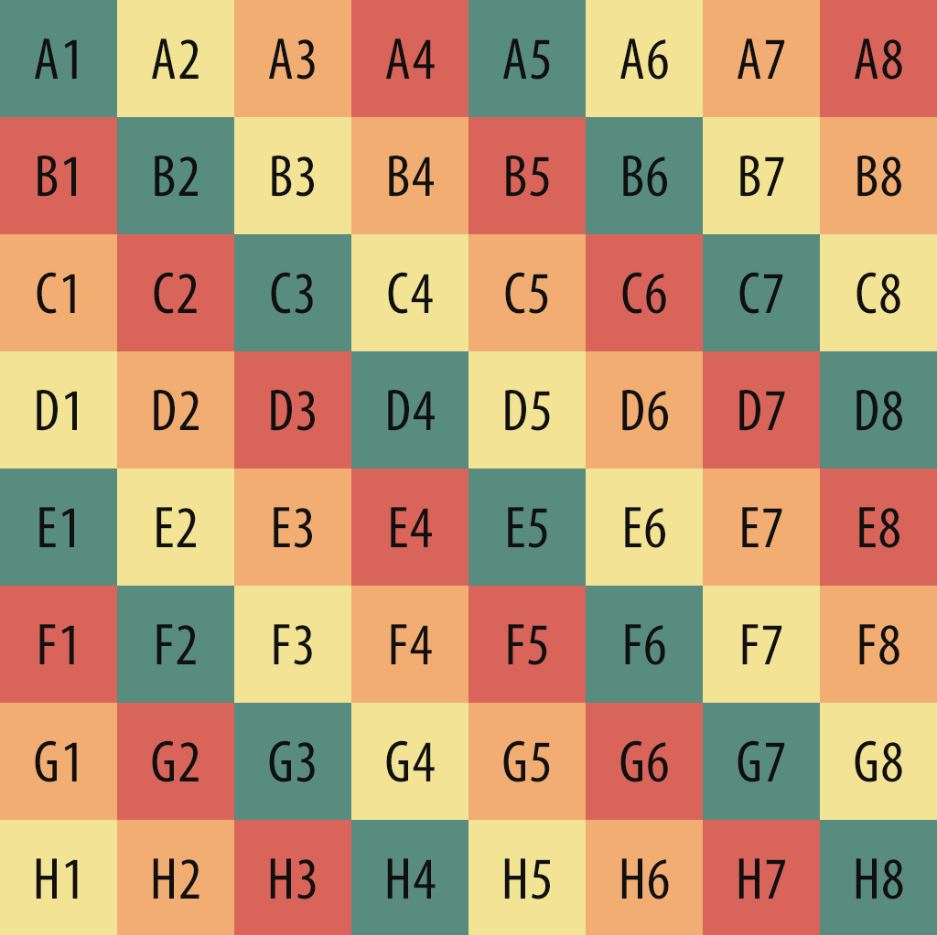 A1 A2 A3 A4 A5 A6 A7 A8
B1 B2 B3 B4 B5 B6 B7 B8
C1 C2 C3 C4 C5 C6 C7 C8
D1 D2 D3 D4 D5 D6 D7 D8
E1 E2 E3 E4 E5 E6 E7 E8
F1 F2 F3 F4 F5 F6 F7 F8
G1 G2 G3 G4 G5 G6 G7 G8
H1 H2 H3 H4 H5 H6 H7 H8